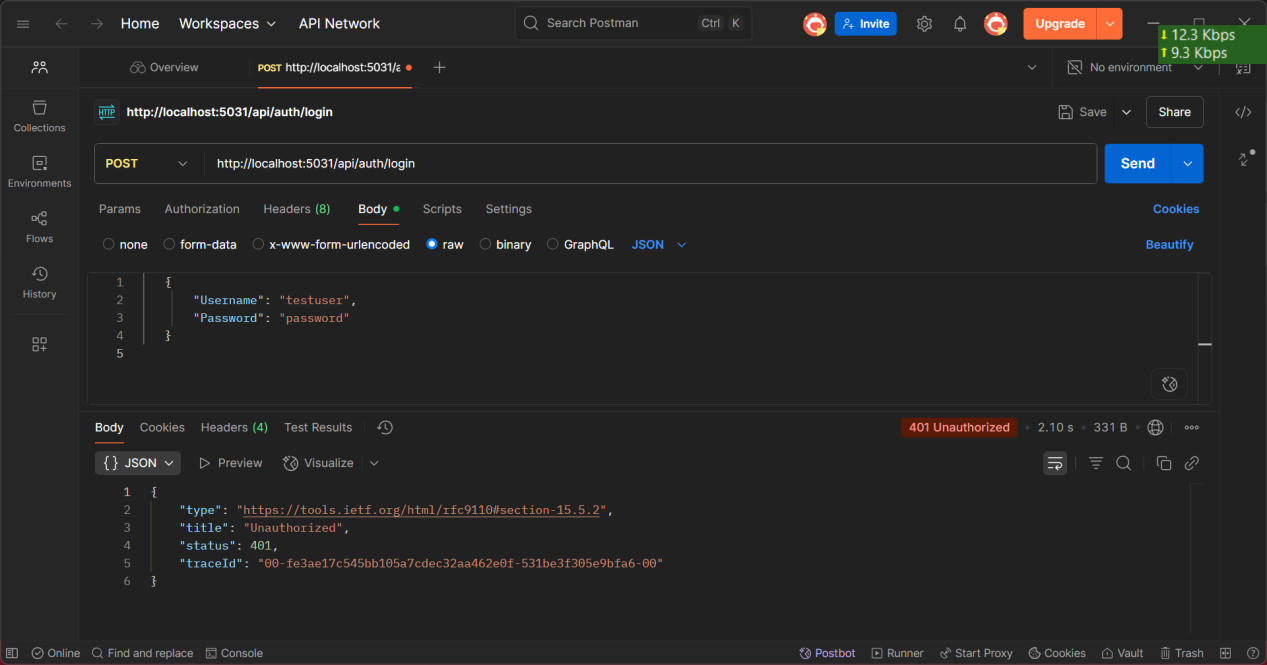 Home Workspaces API Network Search Postman Ctrl K Invite Upgrade
↓ 12.3 Kbps
↑ 9.3 Kbps
Overview POST http://localhost:5031/a No environment
HTTP http://localhost:5031/api/auth/login Save Share
Collections
Environments
Flows
History
POST http://localhost:5031/api/auth/login Send
Params Authorization Headers (8) Body Scripts Settings Cookies
none form-data x-www-form-urlencoded raw binary GraphQL JSON Beautify
1 {
2 "Username": "testuser",
3 "Password": "password"
4 }
5
Body Cookies Headers (4) Test Results 401 Unauthorized • 2.10 s • 331 B •
{} JSON Preview Visualize
1 {
2 "type": "https://tools.ietf.org/html/rfc9110#section-15.5.2",
3 "title": "Unauthorized",
4 "status": 401,
5 "traceId": "00-fe3ae17c545bb105a7cdec32aa462e0f-531be3f305e9bfa6-00"
6 }
Online Find and replace Console Postbot Runner Start Proxy Cookies Vault Trash